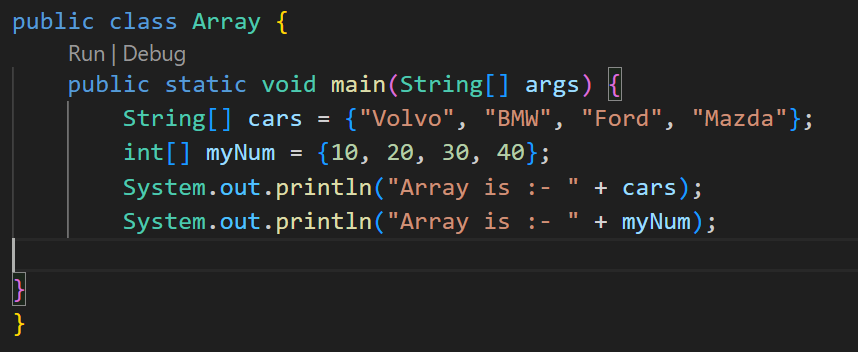 public class Array {
Run | Debug
public static void main(String[] args) {
String[] cars = {"Volvo", "BMW", "Ford", "Mazda"};
int[] myNum = {10, 20, 30, 40};
System.out.println("Array is :- " + cars);
System.out.println("Array is :- " + myNum);
}
}